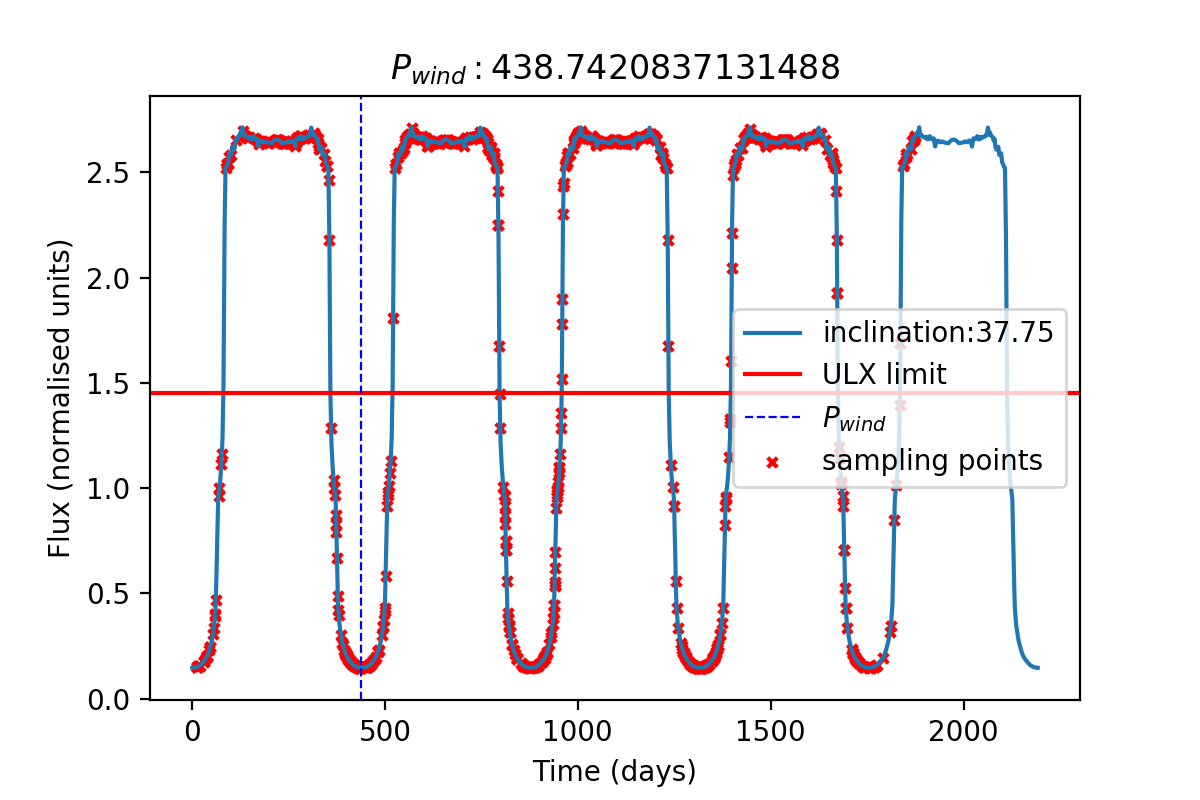 P_wind : 438.7420837131488
Flux (normalised units)
2.5
2.0
1.5
1.0
0.5
0.0
inclination:37.75
ULX limit
P_wind
sampling points
0 500 1000 1500 2000
Time (days)